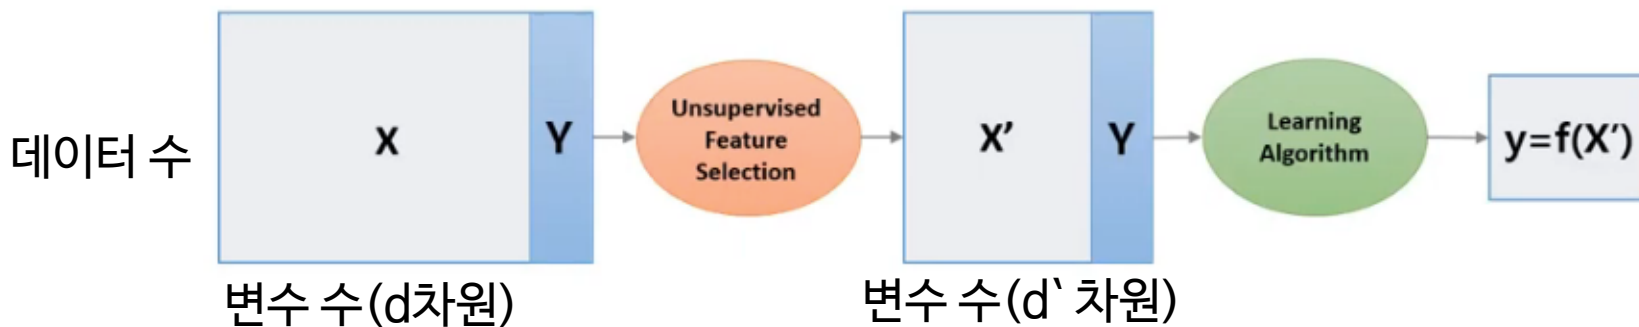 데이터 수
X
Y
Unsupervised
Feature
Selection
X’
Y
Learning
Algorithm
y=f(X’)
변수 수(d차원)
변수 수(d` 차원)